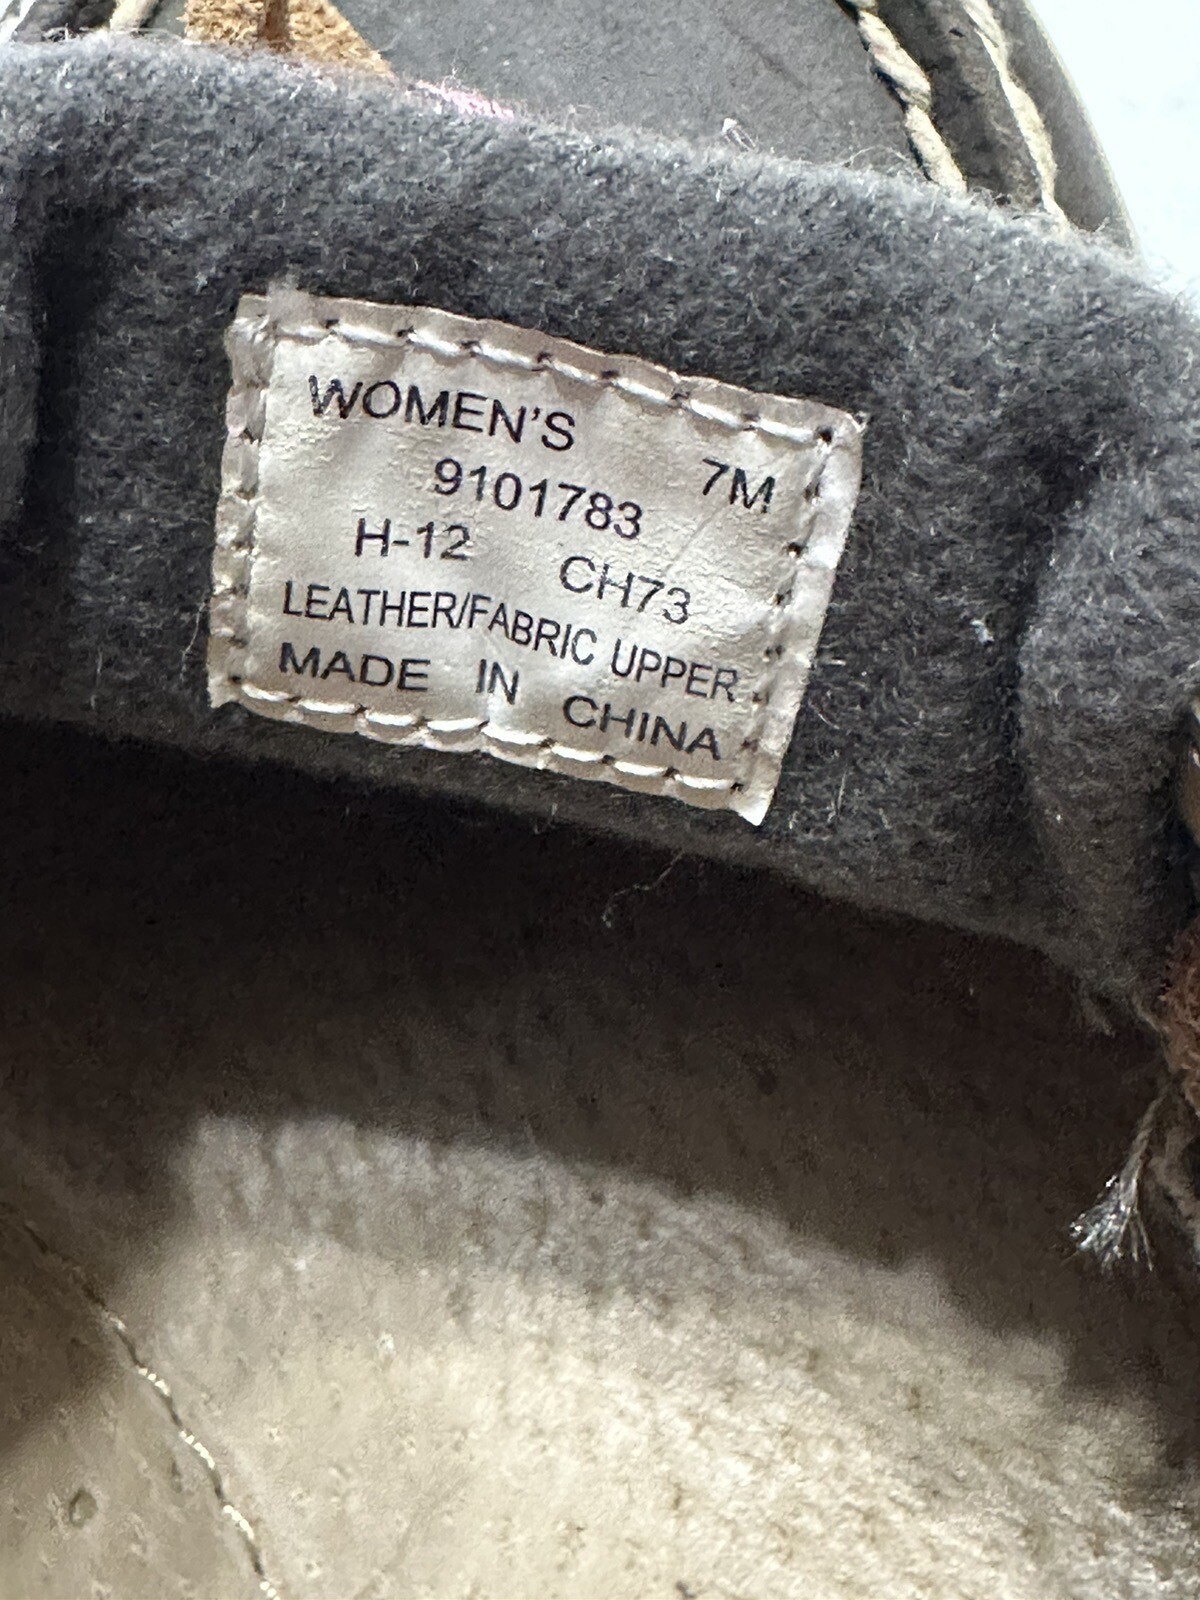 WOMEN'S 7M
9101783
H-12 CH73
LEATHER/FABRIC UPPER
MADE IN CHINA